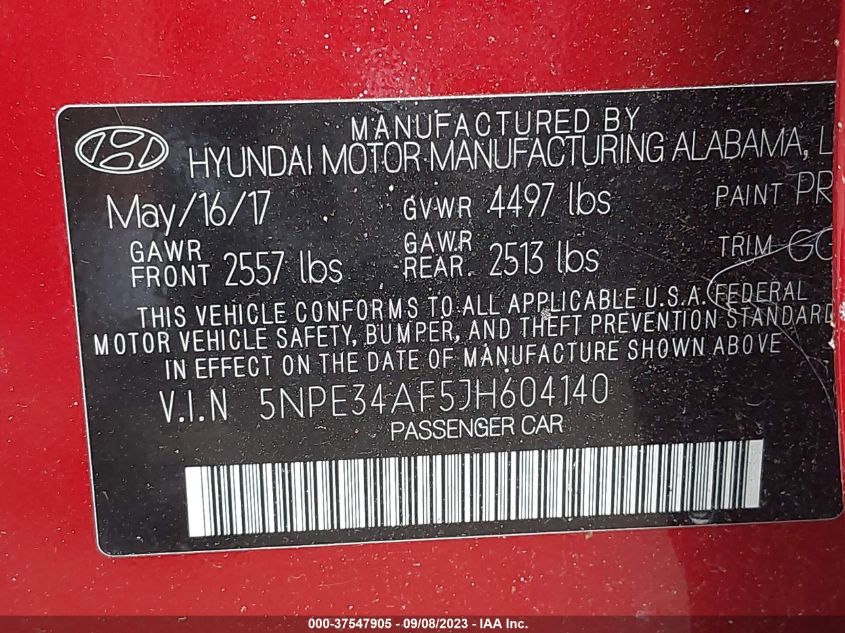 MANUFACTURED BY
HYUNDAI MOTOR MANUFACTURING ALABAMA, L
May/16/17 GVWR 4497 lbs PAINT PR
GAWR FRONT 2557 lbs GAWR REAR. 2513 lbs TRIM
THIS VEHICLE CONFORMS TO ALL APPLICABLE U.S.A. FEDERAL
MOTOR VEHICLE SAFETY, BUMPER, AND THEFT PREVENTION STANDARD
IN EFFECT ON THE DATE OF MANUFACTURE SHOWN ABOVE
V.I.N 5NPE34AF5JH604140
PASSENGER CAR
000-37547905 - 09/08/2023 - IAA Inc.